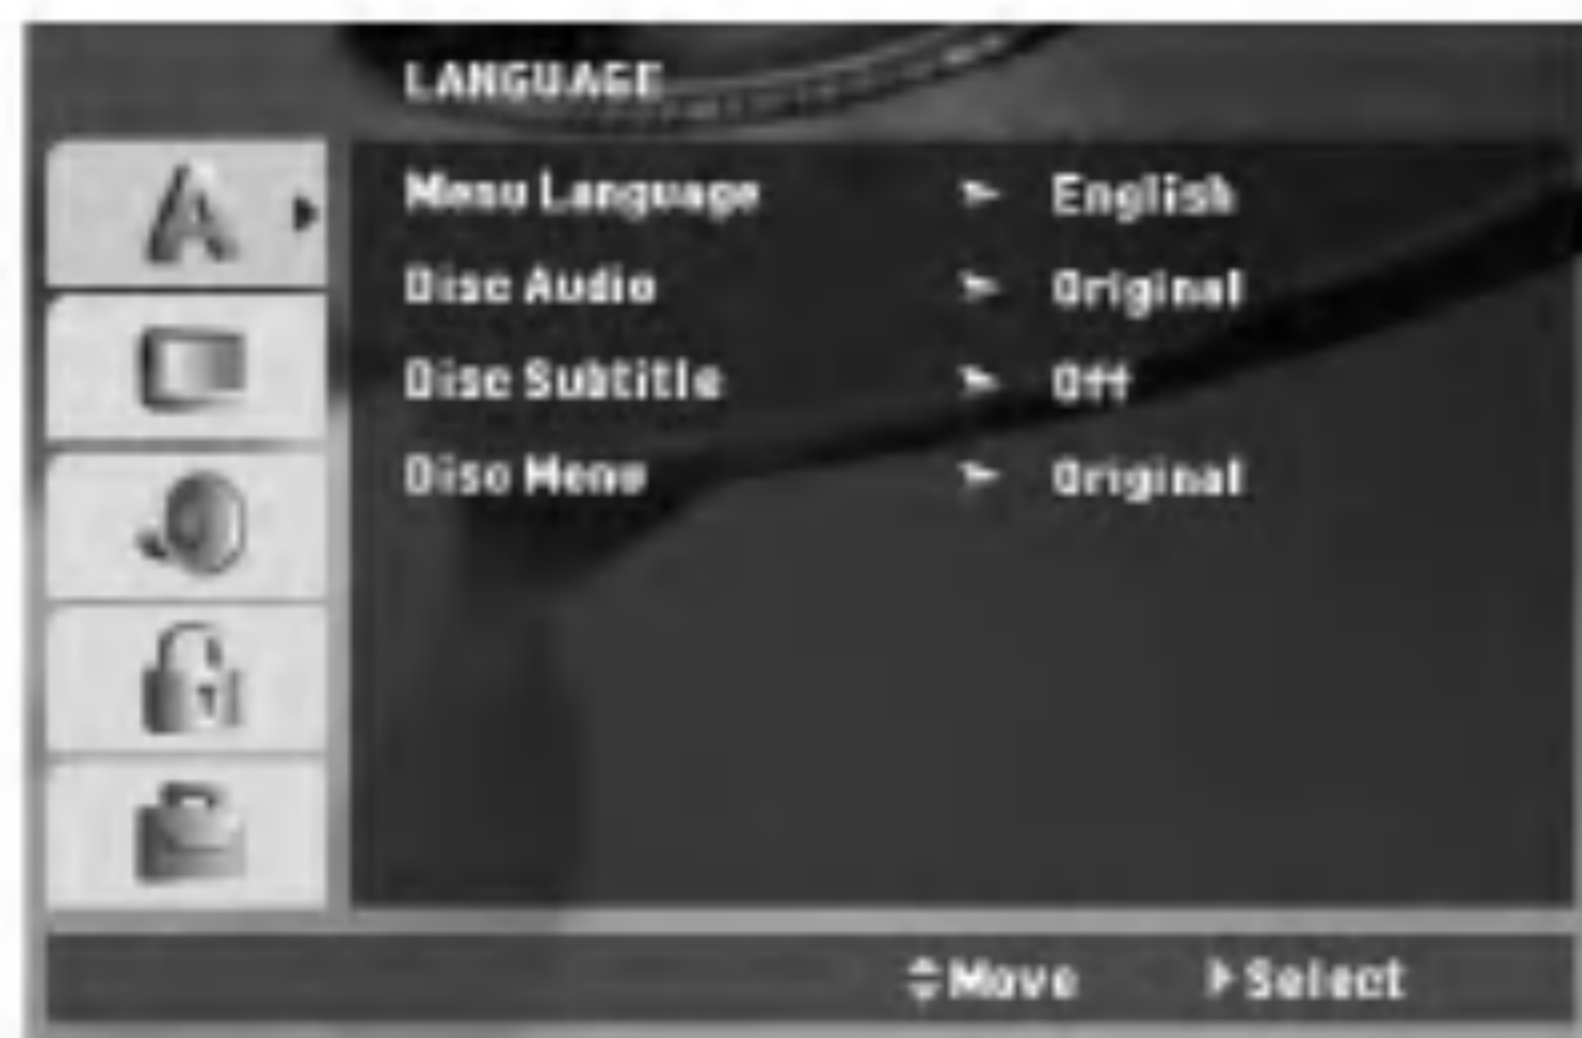 LANGUAGE
Menu Language ► English
Disc Audio ► Original
Disc Subtitle ► Off
Disc Menu ► Original
Move ► Select